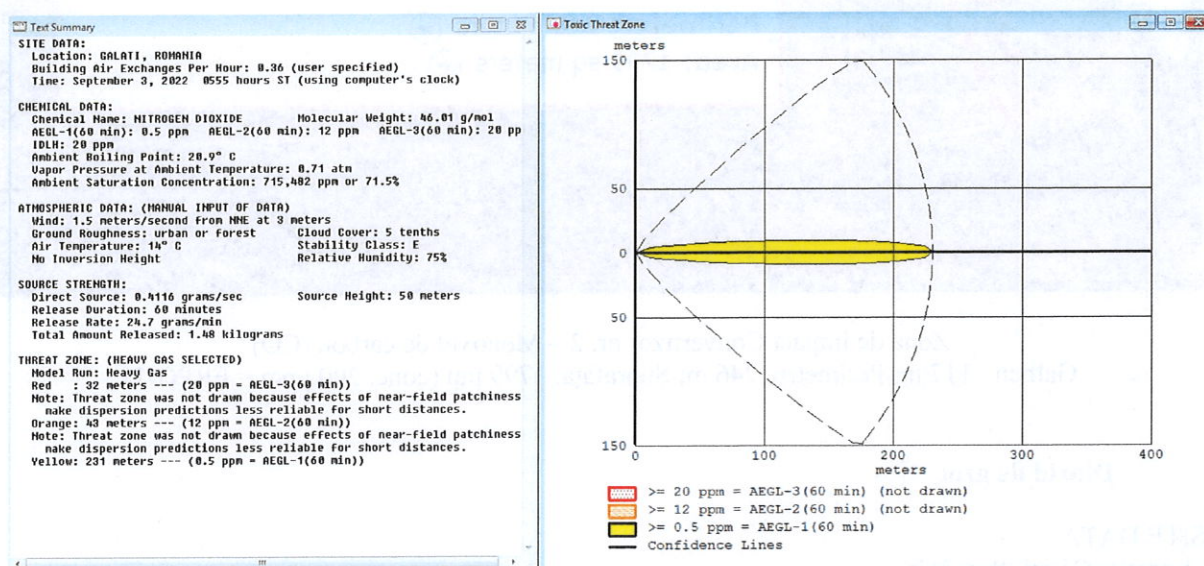 Text Summary
SITE DATA:
Location: GALATI, ROMANIA
Building Air Exchanges Per Hour: 0.36 (user specified)
Time: September 3, 2022 0555 hours ST (using computer's clock)
CHEMICAL DATA:
Chemical Name: NITROGEN DIOXIDE Molecular Weight: 46.01 g/mol
AEGL-1(60 min): 0.5 ppm AEGL-2(60 min): 12 ppm AEGL-3(60 min): 20 pp
IDLH: 20 ppm
Ambient Boiling Point: 20.9° C
Vapor Pressure at Ambient Temperature: 0.71 atm
Ambient Saturation Concentration: 715,482 ppm or 71.5%
ATMOSPHERIC DATA: (MANUAL INPUT OF DATA)
Wind: 1.5 meters/second from NNE at 3 meters
Ground Roughness: urban or forest Cloud Cover: 5 tenths
Air Temperature: 14° C Stability Class: E
No Inversion Height Relative Humidity: 75%
SOURCE STRENGTH:
Direct Source: 0.4116 grams/sec Source Height: 50 meters
Release Duration: 60 minutes
Release Rate: 24.7 grams/min
Total Amount Released: 1.48 kilograms
THREAT ZONE: (HEAVY GAS SELECTED)
Model Run: Heavy Gas
Red : 32 meters --- (20 ppm = AEGL-3(60 min))
Note: Threat zone was not drawn because effects of near-field patchiness
make dispersion predictions less reliable for short distances.
Orange: 43 meters --- (12 ppm = AEGL-2(60 min))
Note: Threat zone was not drawn because effects of near-field patchiness
make dispersion predictions less reliable for short distances.
Yellow: 231 meters --- (0.5 ppm = AEGL-1(60 min))
Toxic Threat Zone
meters
150
50
0
50
150
0 100 200 300 400
meters
>= 20 ppm = AEGL-3(60 min) (not drawn)
>= 12 ppm = AEGL-2(60 min) (not drawn)
>= 0.5 ppm = AEGL-1(60 min)
Confidence Lines